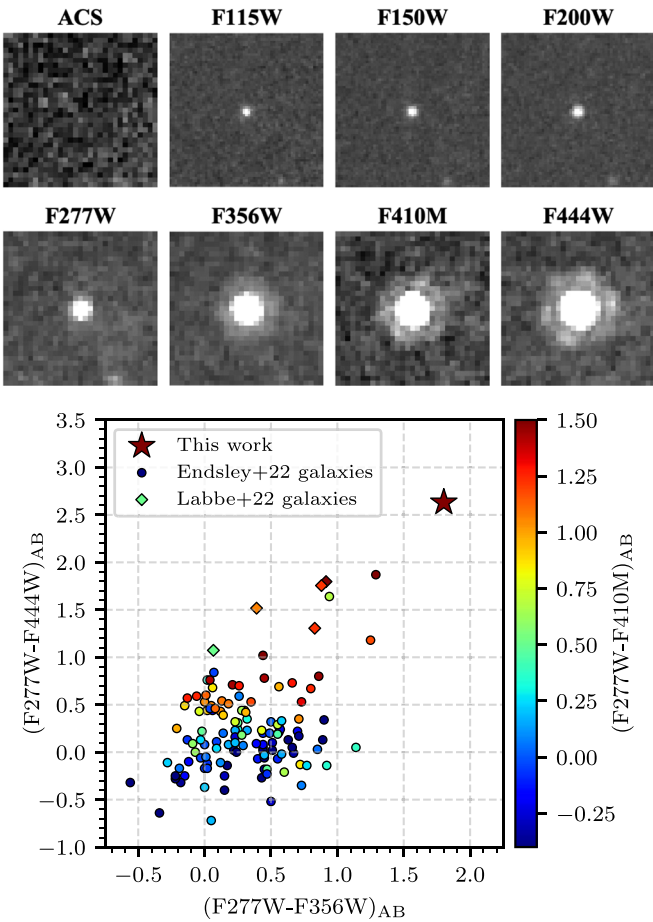 ACS F115W F150W F200W
F277W F356W F410M F444W
3.5
3.0
2.5
2.0
1.5
1.0
0.5
0.0
−0.5
−1.0
(F277W-F444W)AB
This work
Endsley+22 galaxies
Labbe+22 galaxies
1.50
1.25
1.00
0.75
0.50
0.25
0.00
−0.25
(F277W-F410M)AB
−0.5 0.0 0.5 1.0 1.5 2.0
(F277W-F356W)AB